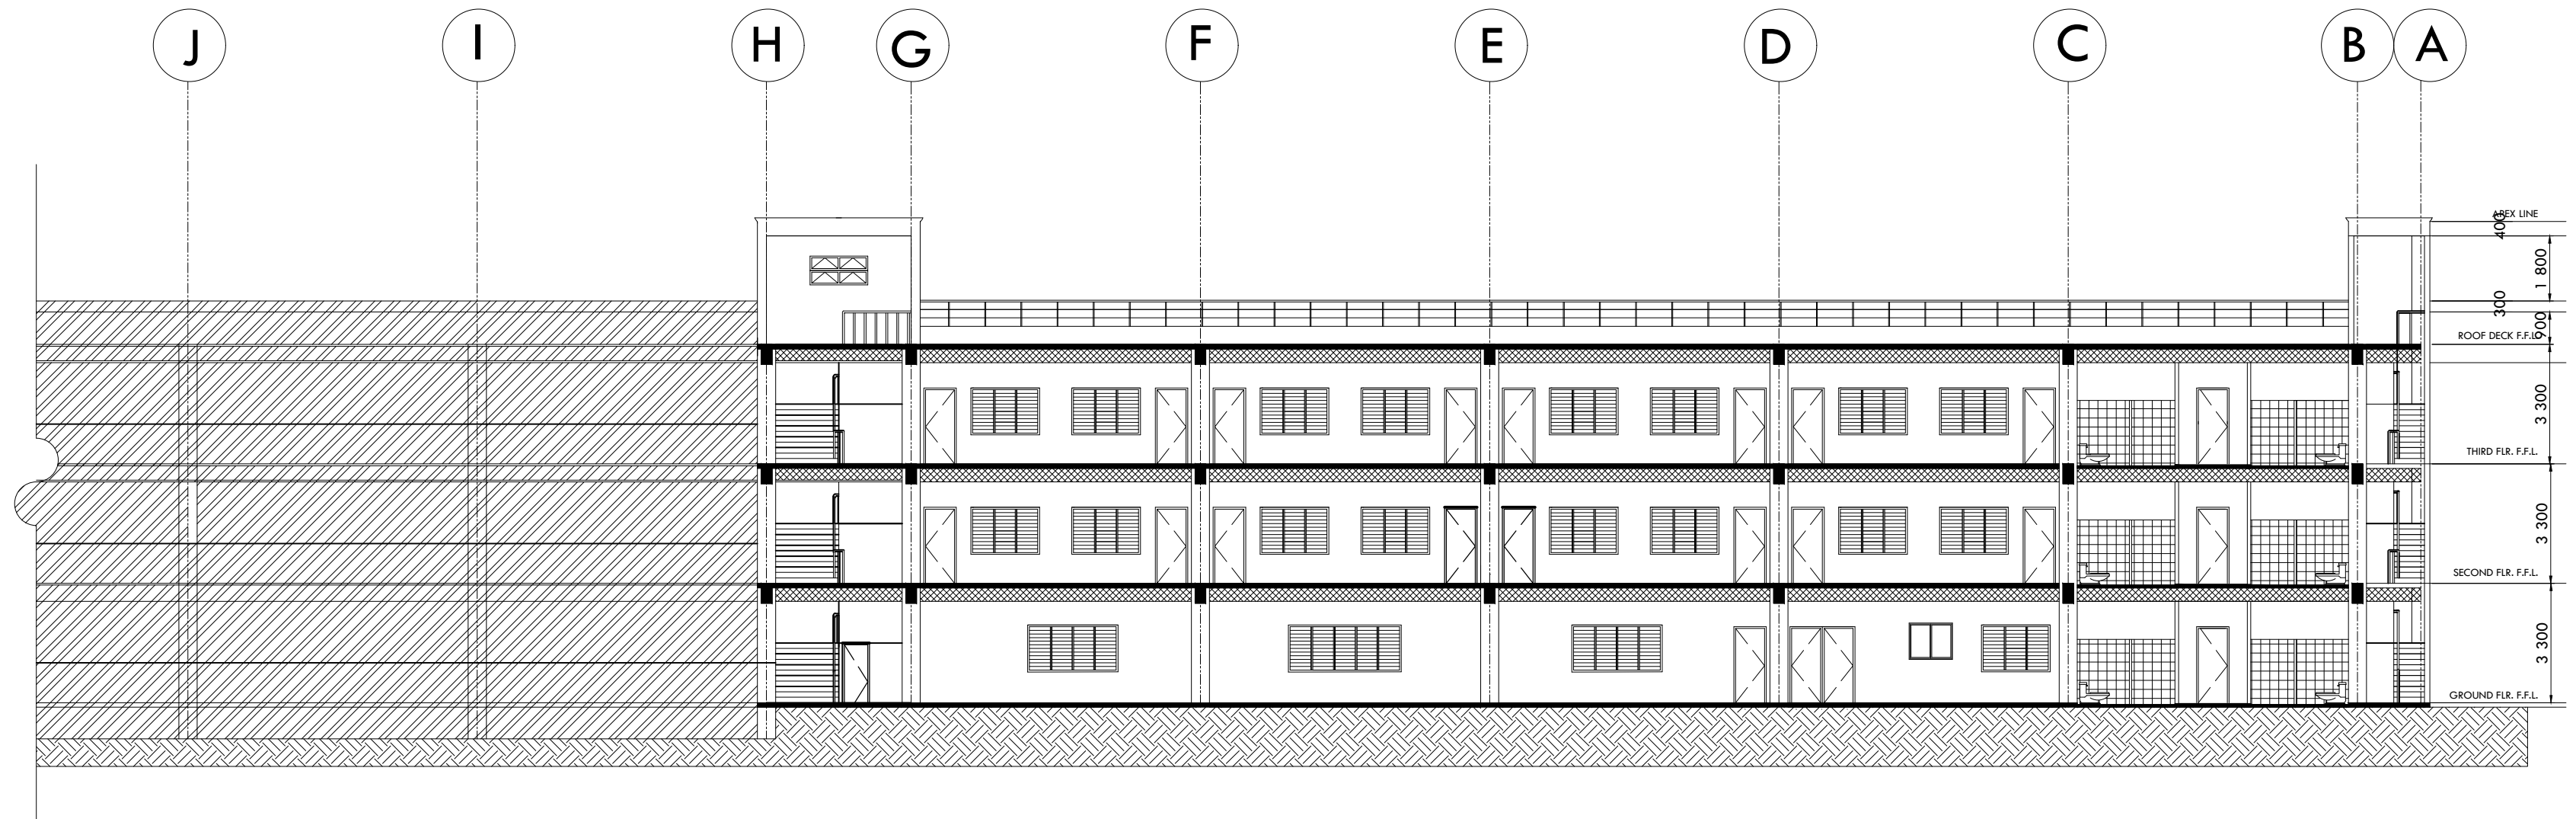 J I H G F E D C B A
APEX LINE
400
1 800
300
900
ROOF DECK F.F.L.
3 300
THIRD FLR. F.F.L.
3 300
SECOND FLR. F.F.L.
3 300
GROUND FLR. F.F.L.